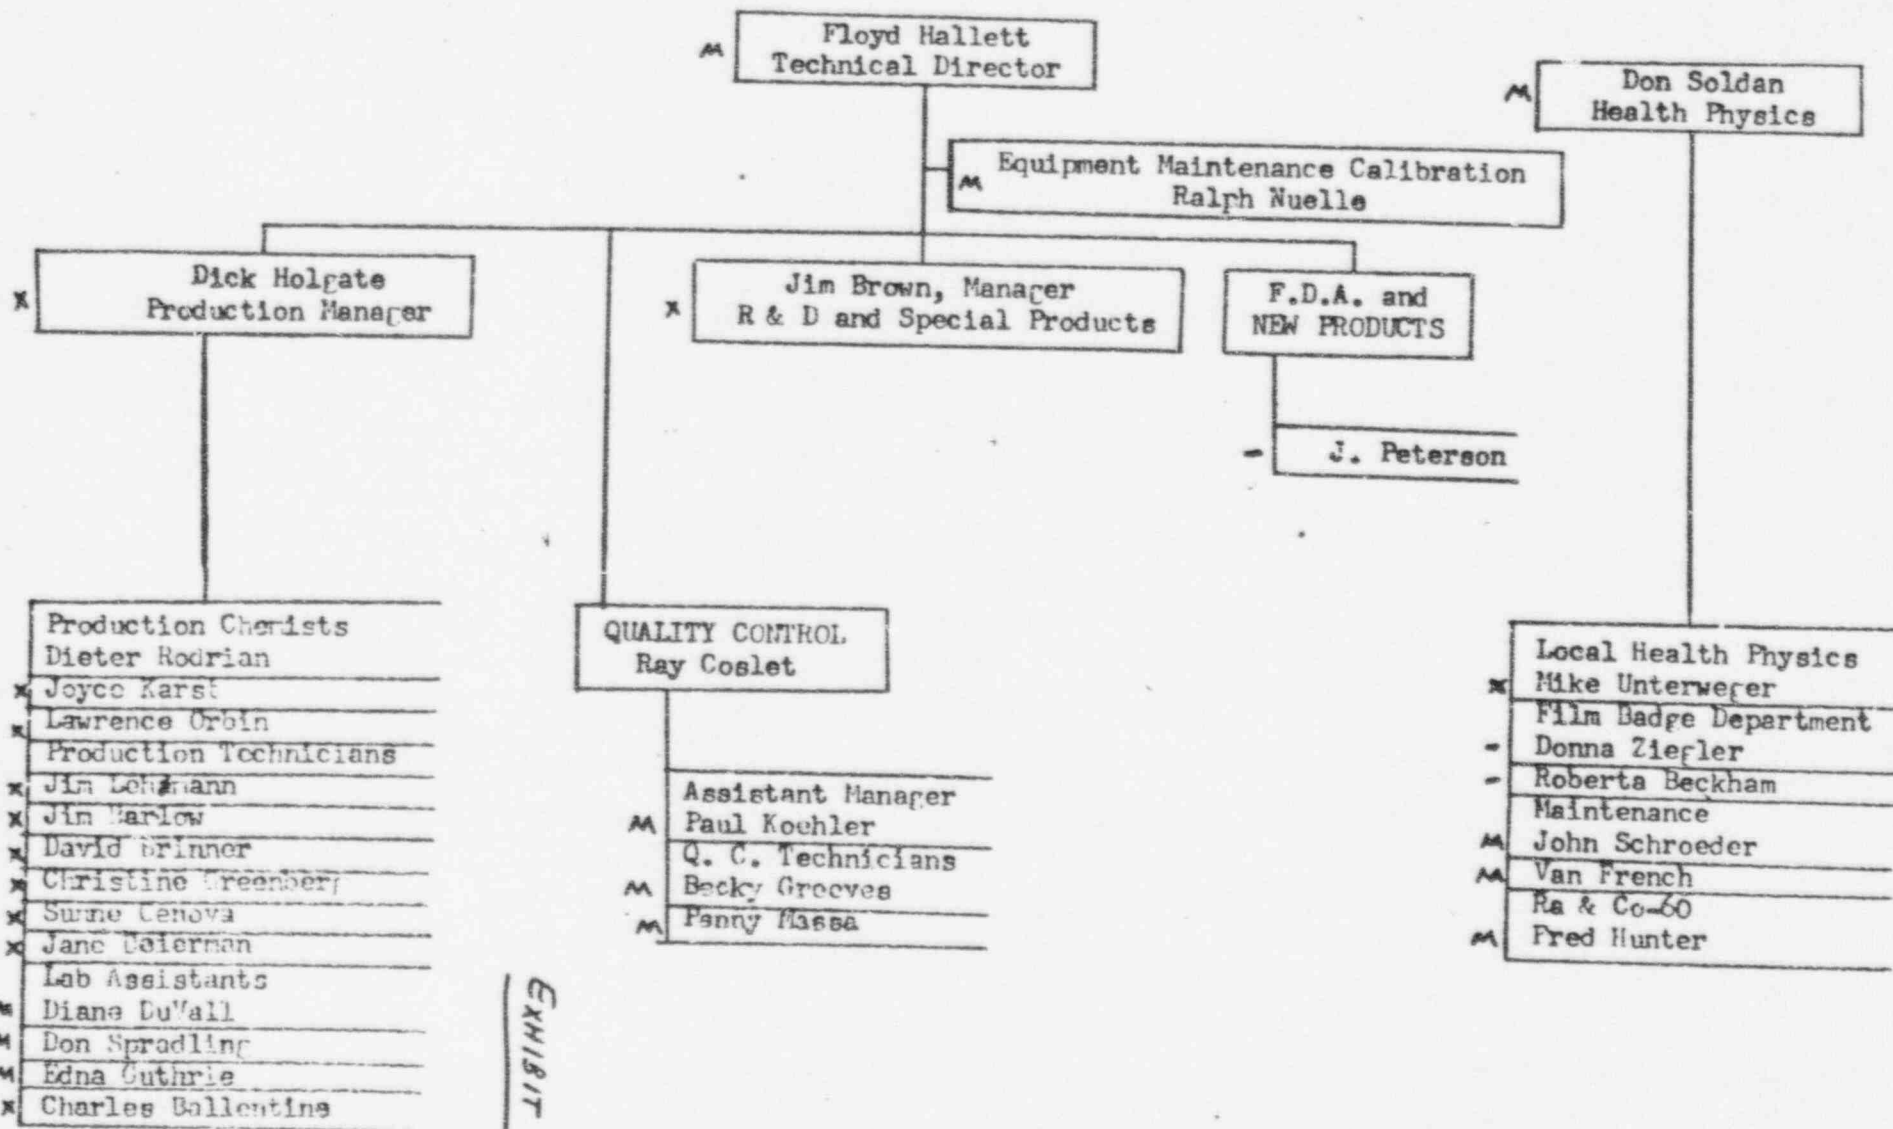 Floyd Hallett
Technical Director
M
Don Soldan
Health Physics
M
Equipment Maintenance Calibration
M
Ralph Nuelle
Dick Holgate
Production Manager
x
Jim Brown, Manager
R & D and Special Products
x
F.D.A. and
NEW PRODUCTS
- J. Peterson
Production Chemists
Dieter Rodrian
x Joyce Karst
x Lawrence Orbin
Production Technicians
x Jim
x Jim
x David
x Christine Greenberg
x
x Jane
Lab Assistants
Diane DuVall
M Don Spradling
M Edna Guthrie
x Charles Ballentine
QUALITY CONTROL
Ray Coslet
Assistant Manager
M Paul Koehler
Q. C. Technicians
M Becky Greeves
M Penny Massa
Local Health Physics
x Mike Unterweger
Film Badge Department
- Donna Ziegler
- Roberta Beckham
Maintenance
M John Schroeder
M Van French
Ra & Co-60
M Fred Hunter
EXHIBIT